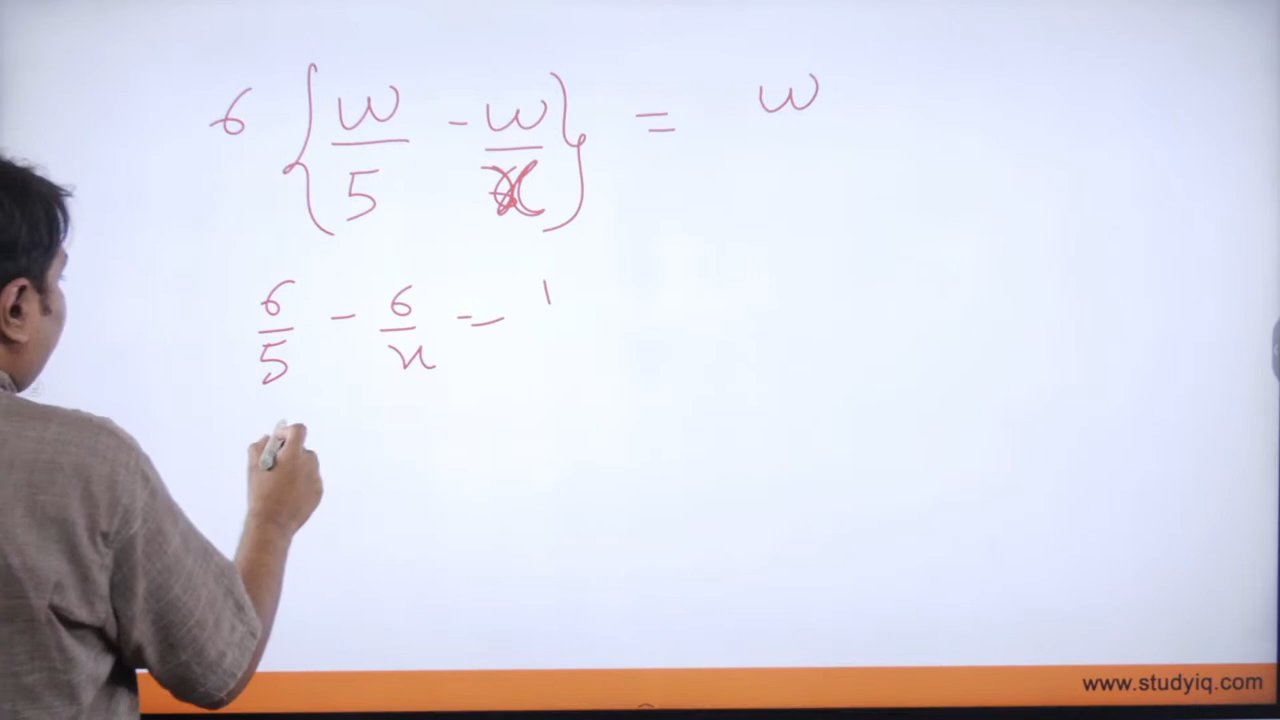 6 { w/5 - w/x } = w
6/5 - 6/x = 1
www.studyiq.com